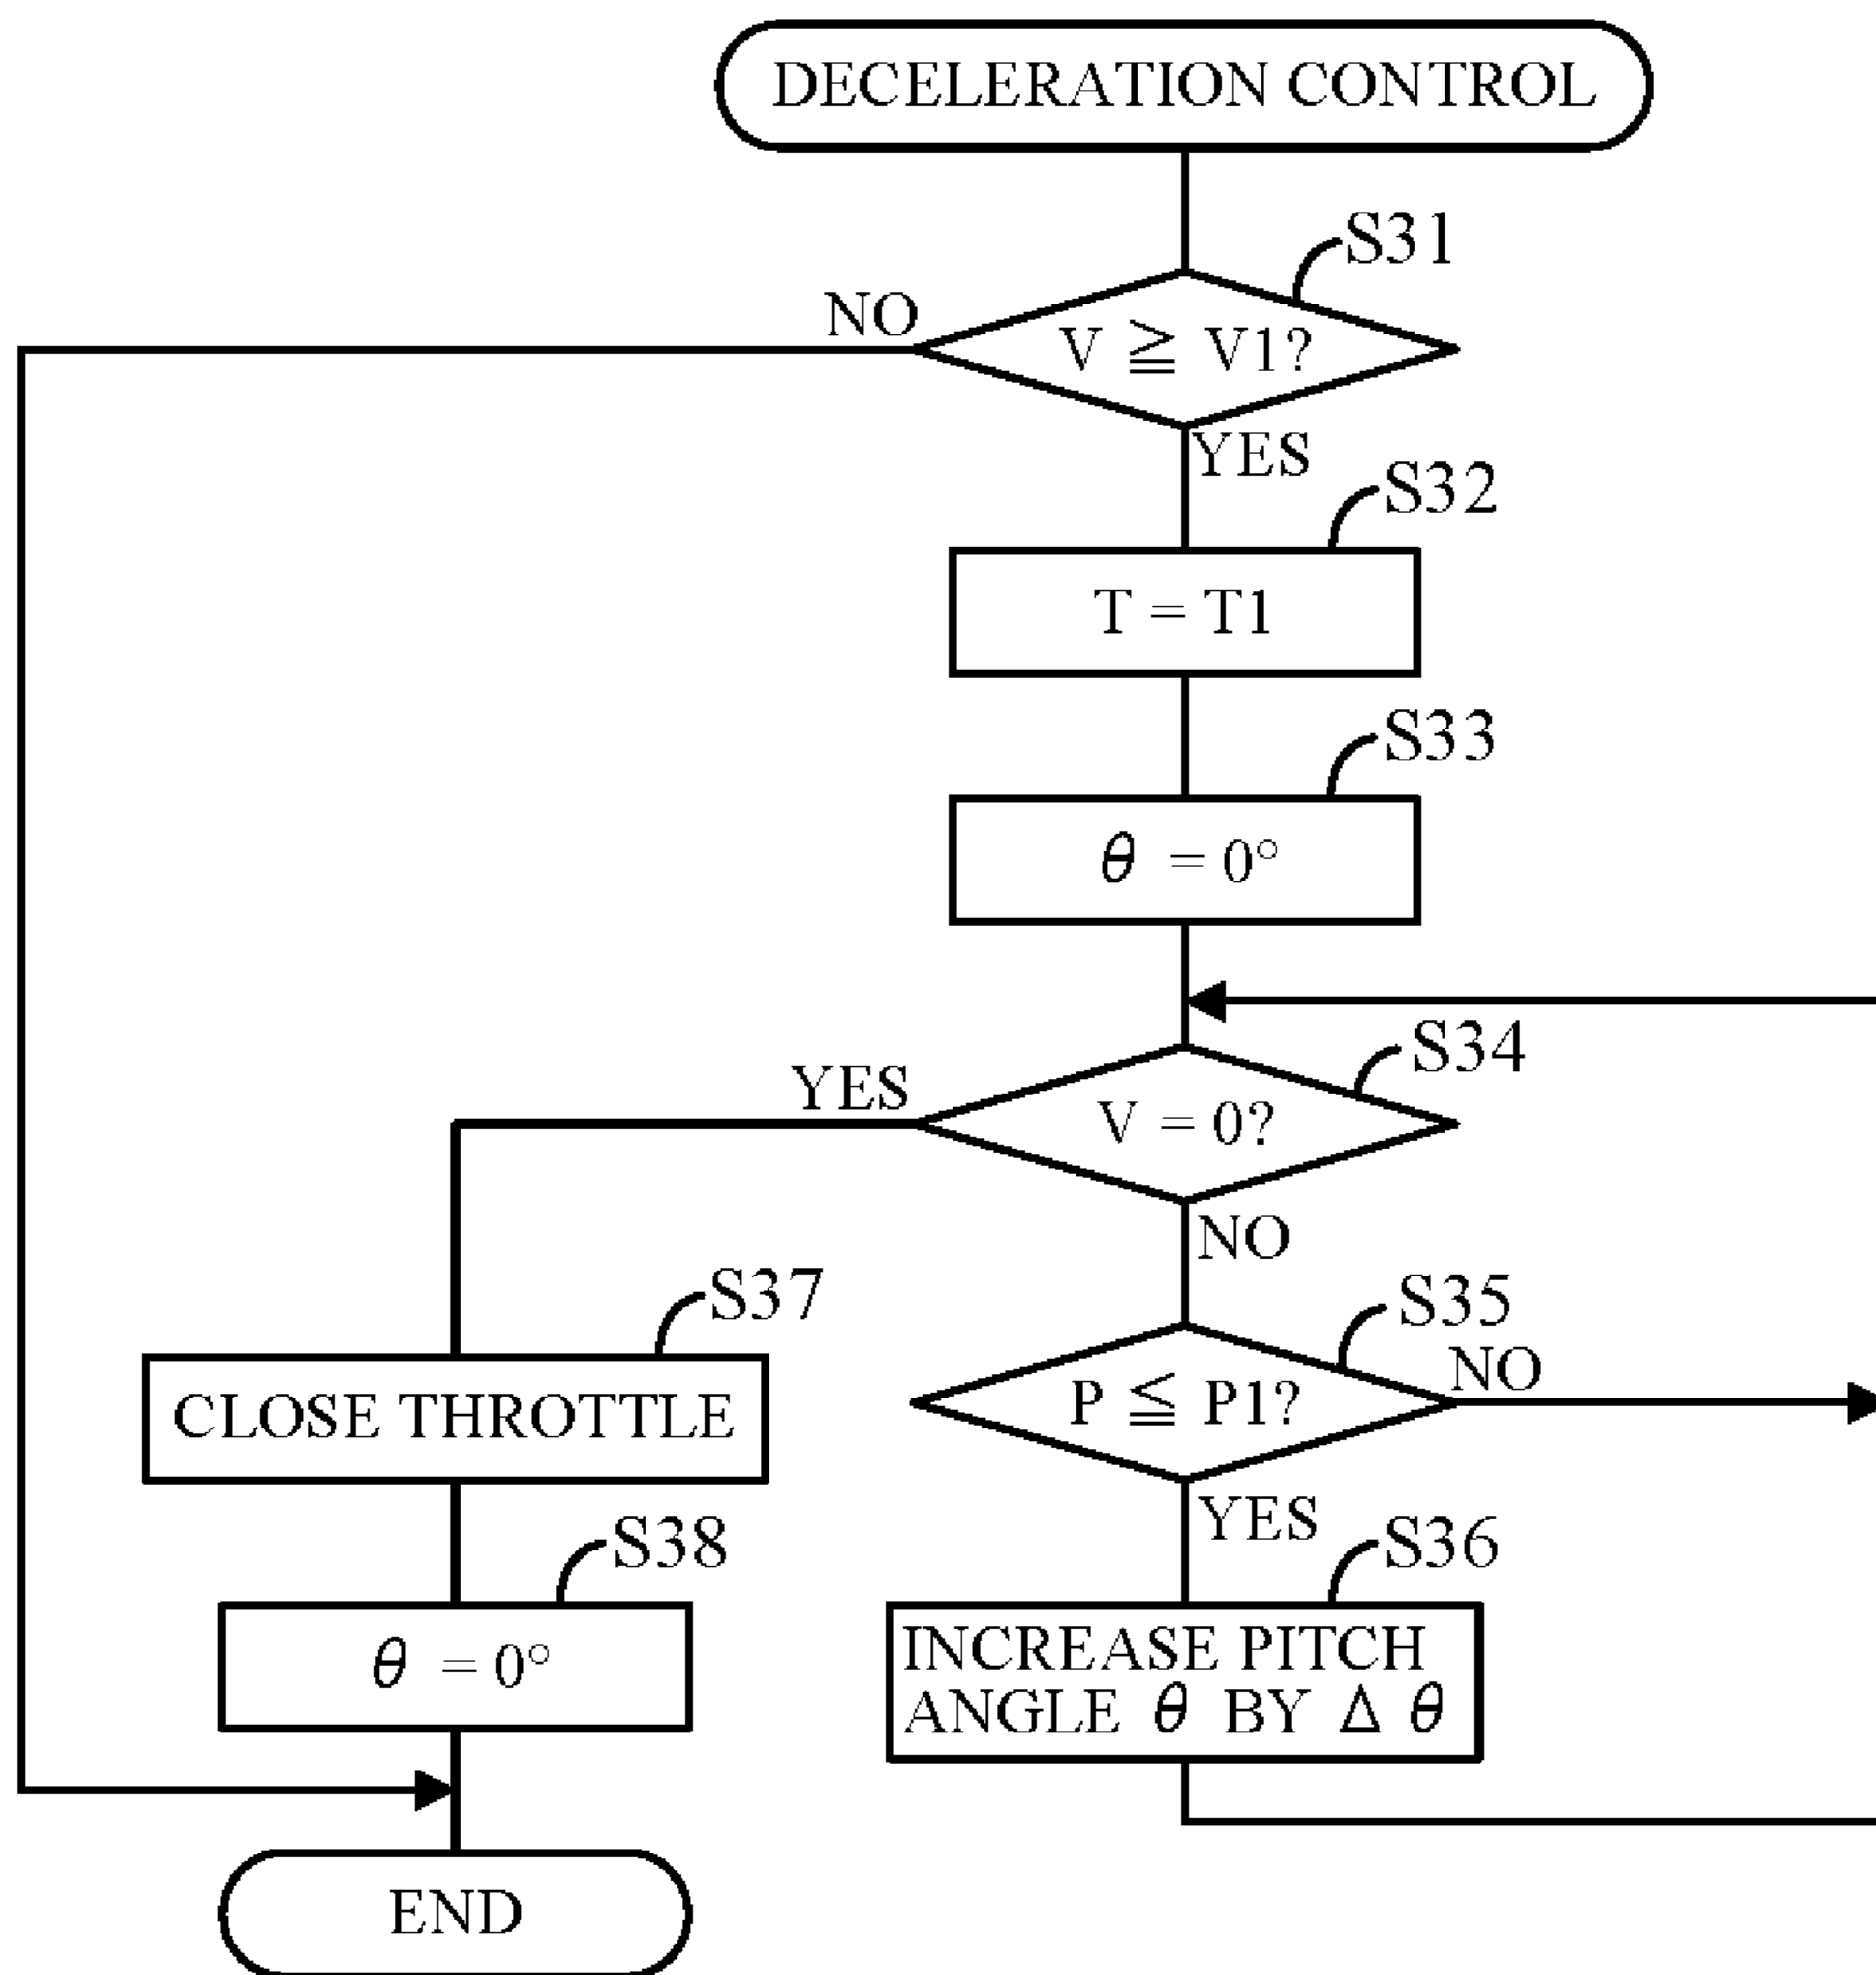 DECELERATION CONTROL
S31
NO
V ≧ V1?
YES
S32
T = T1
S33
θ = 0°
S34
YES
V = 0?
NO
S37
S35
NO
CLOSE THROTTLE
P ≦ P1?
YES
S38
S36
θ = 0°
INCREASE PITCH
ANGLE θ BY Δ θ
END